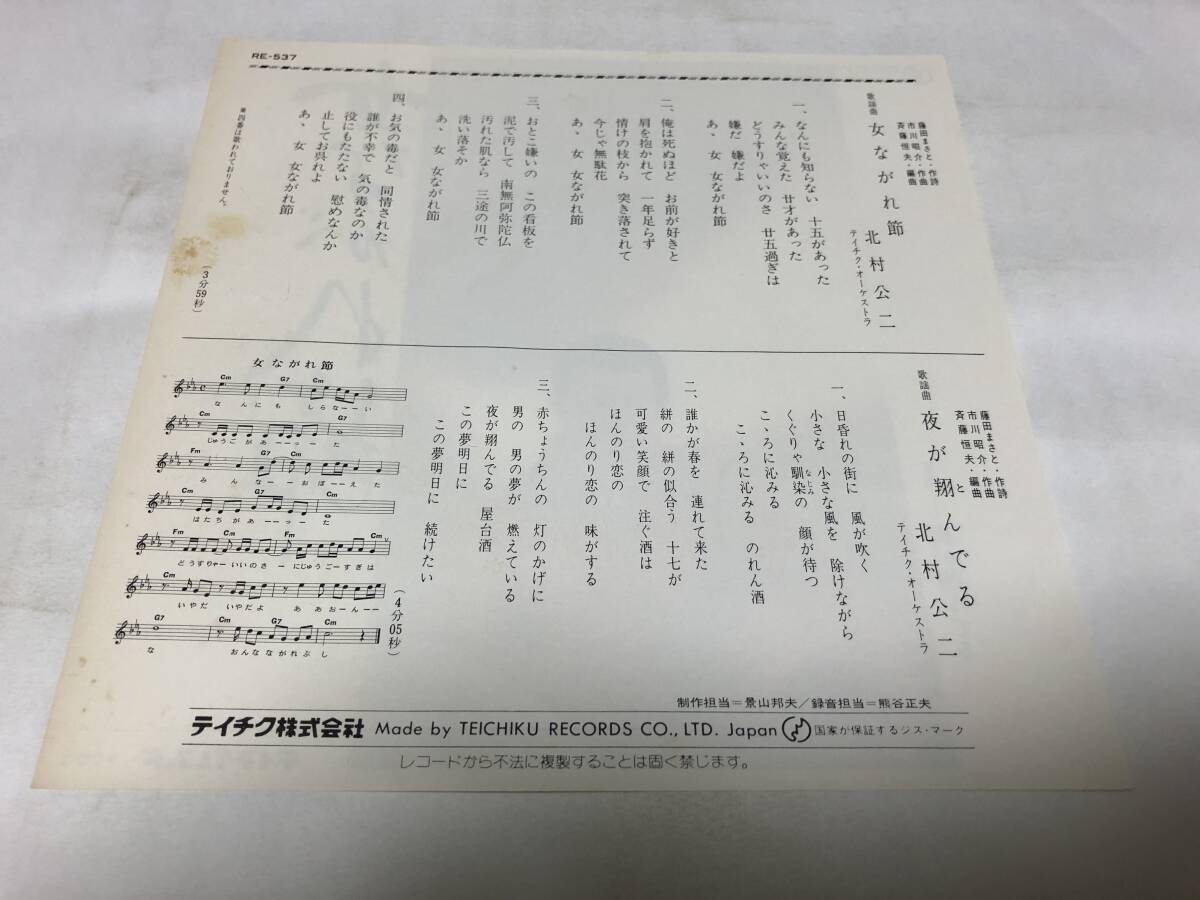 RE-537
藤田まさと・作詩
市川昭介・作曲
斉藤恒夫・編曲
歌謡曲 女ながれ節
北村公二
テイチク・オーケストラ
一、なんにも知らない 十五があった
みんな覚えた 廿才があった
どうすりゃいいのさ 廿五過ぎは
嫌だ 嫌だよ
あゝ 女 女ながれ節
二、俺は死ぬほど お前が好きと
肩を抱かれて 一年足らず
情けの枝から 突き落されて
今じゃ無駄花
あゝ 女 女ながれ節
三、おとこ嫌いの この看板を
泥で汚して 南無阿弥陀仏
汚れた肌なら 三途の川で
洗い落そか
あゝ 女 女ながれ節
四、お気の毒だと 同情された
誰が不幸で 気の毒なのか
役にもたたない 慰めなんか
止してお呉れよ
あゝ 女 女ながれ節
第四番は歌われておりません。
(3分59秒)
藤田まさと・作詩
市川昭介・作曲
斉藤恒夫・編曲
歌謡曲 夜が翔んでる
北村公二
テイチク・オーケストラ
一、日昏れの街に 風が吹く
小さな 小さな風を 除けながら
くぐりゃ馴染の 顔が待つ
なじみ
こゝろに沁みる
こゝろに沁みる のれん酒
二、誰かが春を 連れて来た
絣の 絣の似合う 十七が
可愛い笑顔で 注ぐ酒は
ほんのり恋の
ほんのり恋の 味がする
三、赤ちょうちんの 灯のかげに
男の 男の夢が 燃えている
夜が翔んでる 屋台酒
この夢明日に
この夢明日に 続けたい
(4分05秒)
女ながれ節
Cm G7 Cm
なんにも しらなーーい
Cm G7
じゅうごがあーーった
Fm Cm
みんなーーおぼーーえた
Cm
はたちがあーーった
Fm Cm Fm Cm
どうすりゃーいいのさーにじゅうごーすぎは
Cm
いやだ いやだよ ああおーんーー
G7 Cm G7 Cm
な おんなながれぶし
制作担当=景山邦夫/録音担当=熊谷正夫
テイチク株式会社 Made by TEICHIKU RECORDS CO., LTD. Japan 国家が保証するジス・マーク
レコードから不法に複製することは固く禁じます。